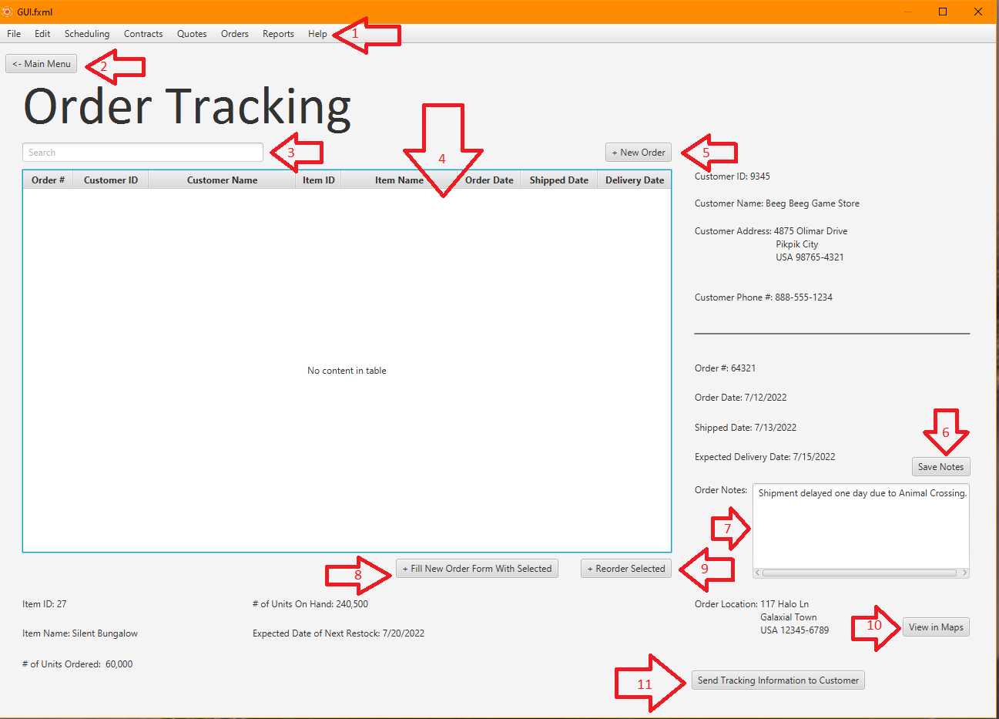 GUI.fxml
File Edit Scheduling Contracts Quotes Orders Reports Help 1
<- Main Menu 2
Order Tracking
Search 3 4 + New Order 5
Order # Customer ID Customer Name Item ID Item Name Order Date Shipped Date Delivery Date
No content in table
Customer ID: 9345
Customer Name: Beeg Beeg Game Store
Customer Address: 4875 Olimar Drive
Pikpik City
USA 98765-4321
Customer Phone #: 888-555-1234
Order #: 64321
Order Date: 7/12/2022
Shipped Date: 7/13/2022
6
Expected Delivery Date: 7/15/2022
Save Notes
Order Notes: Shipment delayed one day due to Animal Crossing.
7
8 + Fill New Order Form With Selected + Reorder Selected 9
Item ID: 27 # of Units On Hand: 240,500
Item Name: Silent Bungalow Expected Date of Next Restock: 7/20/2022
# of Units Ordered: 60,000
Order Location: 117 Halo Ln
Galaxial Town
USA 12345-6789
10 View in Maps
11 Send Tracking Information to Customer